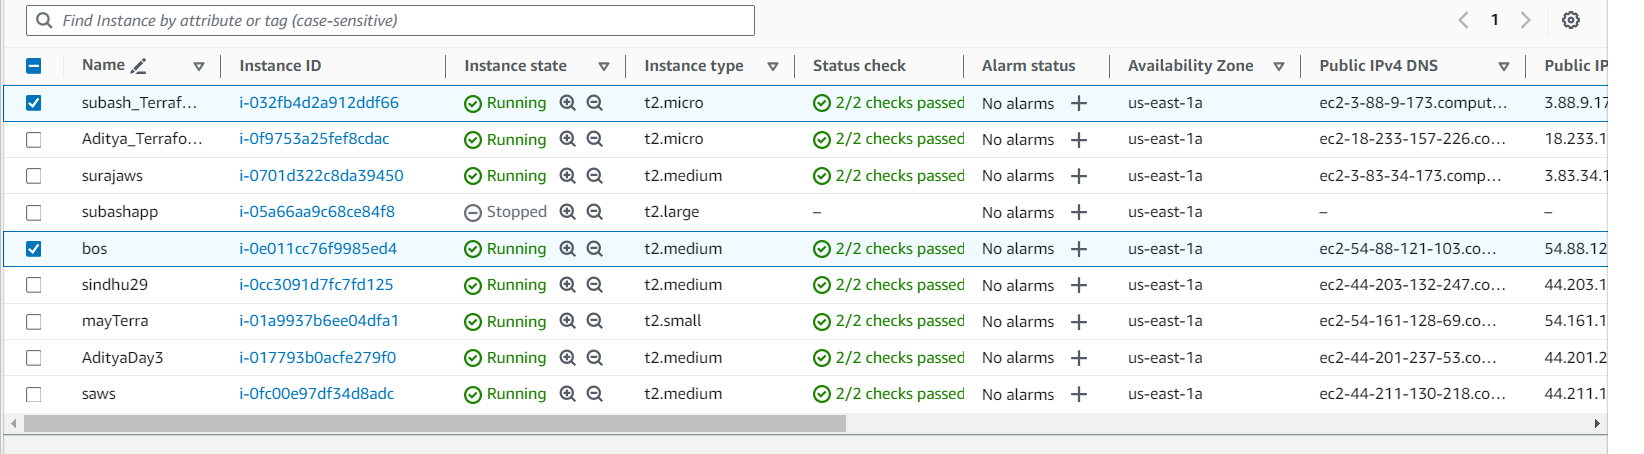 Find Instance by attribute or tag (case-sensitive) 1
Name Instance ID Instance state Instance type Status check Alarm status Availability Zone Public IPv4 DNS Public IP
subash_Terraf... i-032fb4d2a912ddf66 Running t2.micro 2/2 checks passed No alarms + us-east-1a ec2-3-88-9-173.comput... 3.88.9.17
Aditya_Terrafo... i-0f9753a25fef8cdac Running t2.micro 2/2 checks passed No alarms + us-east-1a ec2-18-233-157-226.co... 18.233.1
surajaws i-0701d322c8da39450 Running t2.medium 2/2 checks passed No alarms + us-east-1a ec2-3-83-34-173.comp... 3.83.34.1
subashapp i-05a66aa9c68ce84f8 Stopped t2.large – No alarms + us-east-1a – –
bos i-0e011cc76f9985ed4 Running t2.medium 2/2 checks passed No alarms + us-east-1a ec2-54-88-121-103.co... 54.88.12
sindhu29 i-0cc3091d7fc7fd125 Running t2.medium 2/2 checks passed No alarms + us-east-1a ec2-44-203-132-247.co... 44.203.1
mayTerra i-01a9937b6ee04dfa1 Running t2.small 2/2 checks passed No alarms + us-east-1a ec2-54-161-128-69.co... 54.161.1
AdityaDay3 i-017793b0acfe279f0 Running t2.medium 2/2 checks passed No alarms + us-east-1a ec2-44-201-237-53.co... 44.201.2
saws i-0fc00e97df34d8adc Running t2.medium 2/2 checks passed No alarms + us-east-1a ec2-44-211-130-218.co... 44.211.1